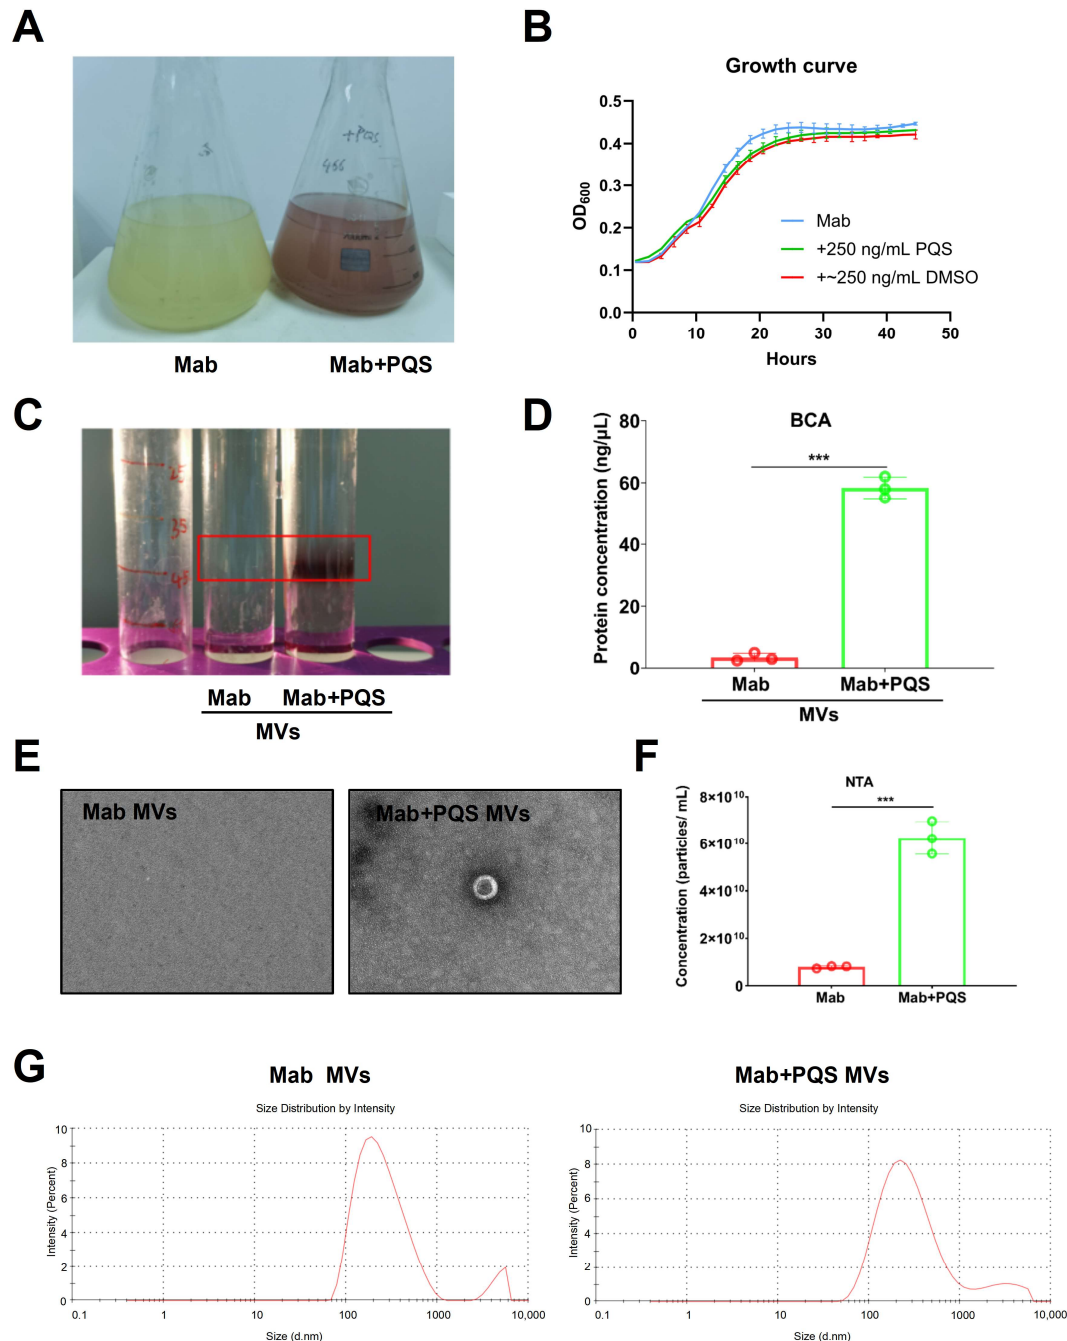 A
+PQS
456
Mab
Mab+PQS
B
Growth curve
OD600
0.5
0.4
0.3
0.2
0.1
0.0
0
10
20
30
40
50
Hours
Mab
+250 ng/mL PQS
+~250 ng/mL DMSO
C
35
45
Mab
Mab+PQS
MVs
D
BCA
Protein concentration (ng/μL)
80
60
40
20
0
***
Mab
Mab+PQS
MVs
E
Mab MVs
Mab+PQS MVs
F
NTA
Concentration (particles/ mL)
8×10¹⁰
6×10¹⁰
4×10¹⁰
2×10¹⁰
0
***
Mab
Mab+PQS
G
Mab MVs
Size Distribution by Intensity
Intensity (Percent)
10
8
6
4
2
0
0.1
1
10
100
1000
10,000
Size (d.nm)
Mab+PQS MVs
Size Distribution by Intensity
Intensity (Percent)
10
8
6
4
2
0
0.1
1
10
100
1000
10,000
Size (d.nm)